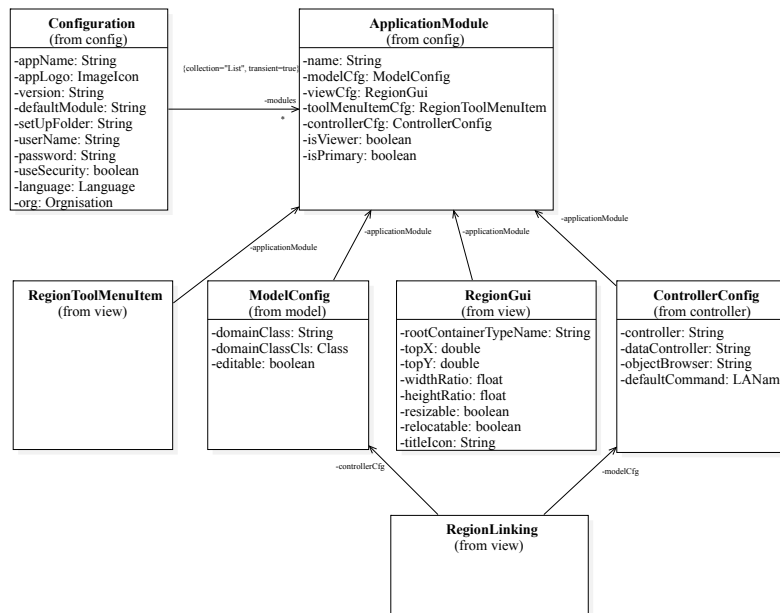 Configuration
(from config)
-appName: String
-appLogo: ImageIcon
-version: String
-defaultModule: String
-setUpFolder: String
-userName: String
-password: String
-useSecurity: boolean
-language: Language
-org: Orgnisation
{collection="List", transient=true}
-modules
*
ApplicationModule
(from config)
-name: String
-modelCfg: ModelConfig
-viewCfg: RegionGui
-toolMenuItemCfg: RegionToolMenuItem
-controllerCfg: ControllerConfig
-isViewer: boolean
-isPrimary: boolean
-applicationModule
-applicationModule
-applicationModule
-applicationModule
RegionToolMenuItem
(from view)
ModelConfig
(from model)
-domainClass: String
-domainClassCls: Class
-editable: boolean
RegionGui
(from view)
-rootContainerTypeName: String
-topX: double
-topY: double
-widthRatio: float
-heightRatio: float
-resizable: boolean
-relocatable: boolean
-titleIcon: String
ControllerConfig
(from controller)
-controller: String
-dataController: String
-objectBrowser: String
-defaultCommand: LANam
-controllerCfg
-modelCfg
RegionLinking
(from view)